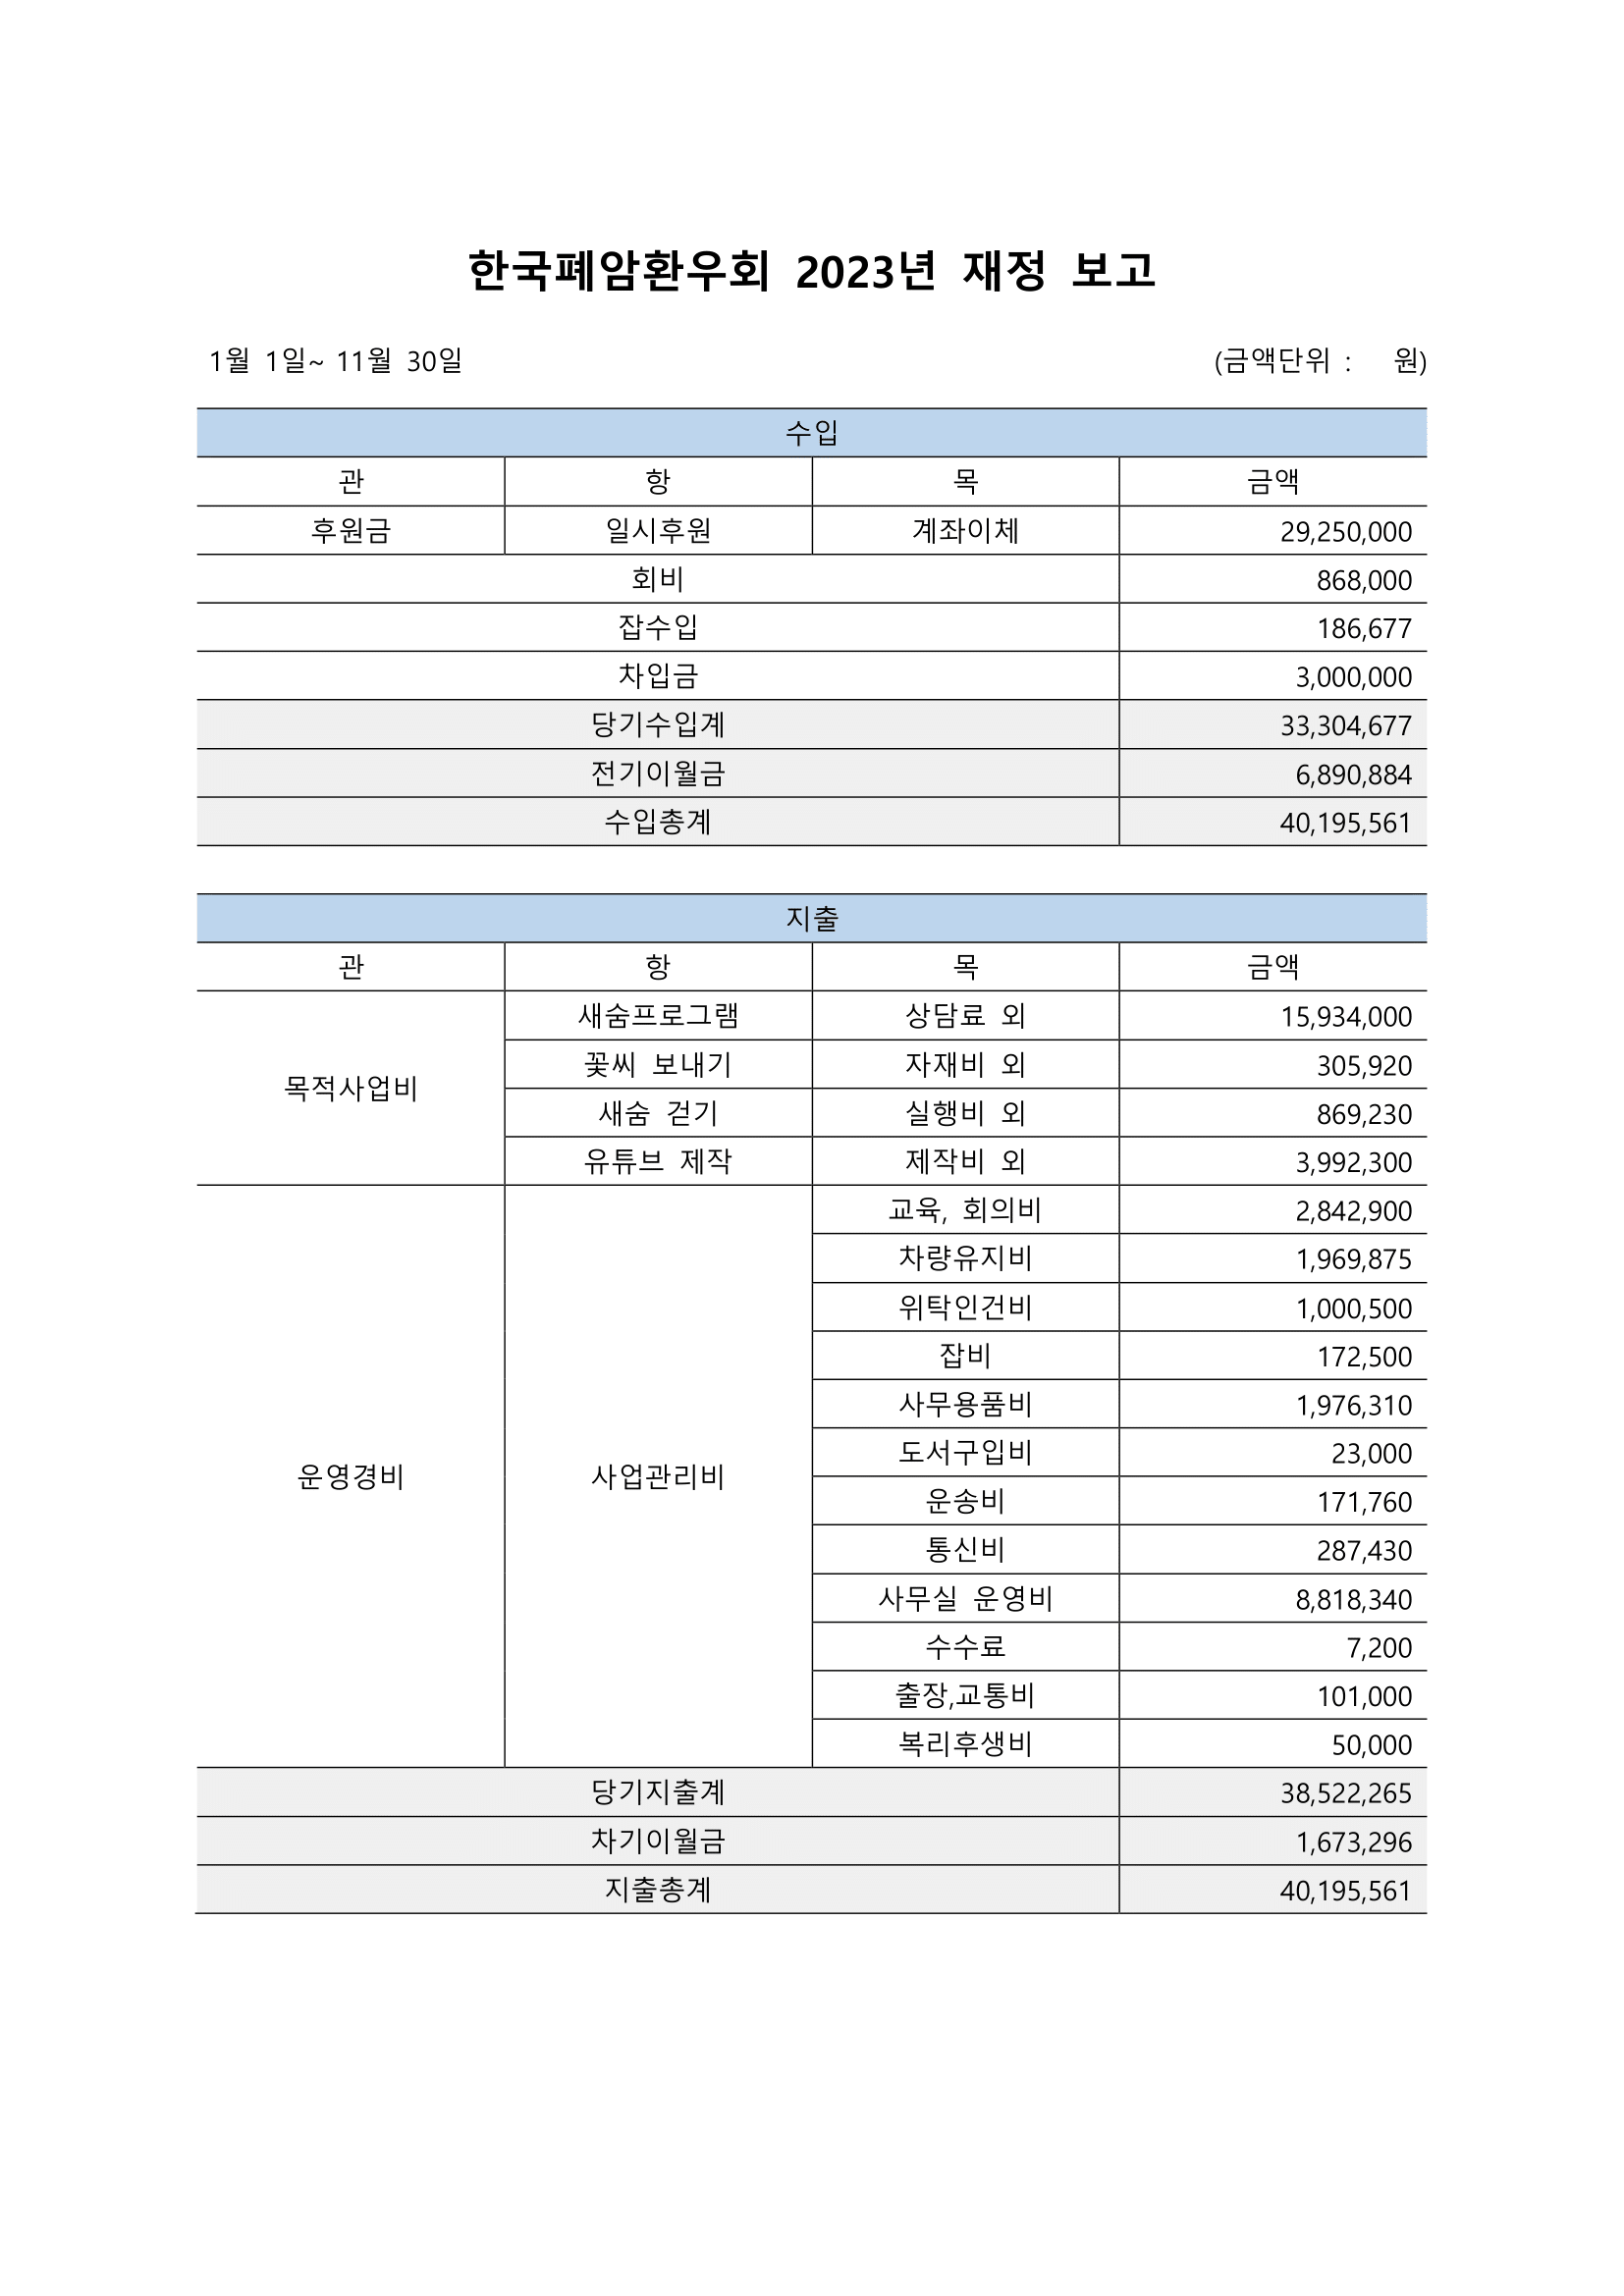 한국폐암환우회 2023년 재정 보고
1월 1일~ 11월 30일 (금액단위 : 원)
수입
관 항 목 금액
후원금 일시후원 계좌이체 29,250,000
회비 868,000
잡수입 186,677
차입금 3,000,000
당기수입계 33,304,677
전기이월금 6,890,884
수입총계 40,195,561
지출
관 항 목 금액
목적사업비 새숨프로그램 상담료 외 15,934,000
꽃씨 보내기 자재비 외 305,920
새숨 걷기 실행비 외 869,230
유튜브 제작 제작비 외 3,992,300
운영경비 사업관리비 교육, 회의비 2,842,900
차량유지비 1,969,875
위탁인건비 1,000,500
잡비 172,500
사무용품비 1,976,310
도서구입비 23,000
운송비 171,760
통신비 287,430
사무실 운영비 8,818,340
수수료 7,200
출장,교통비 101,000
복리후생비 50,000
당기지출계 38,522,265
차기이월금 1,673,296
지출총계 40,195,561